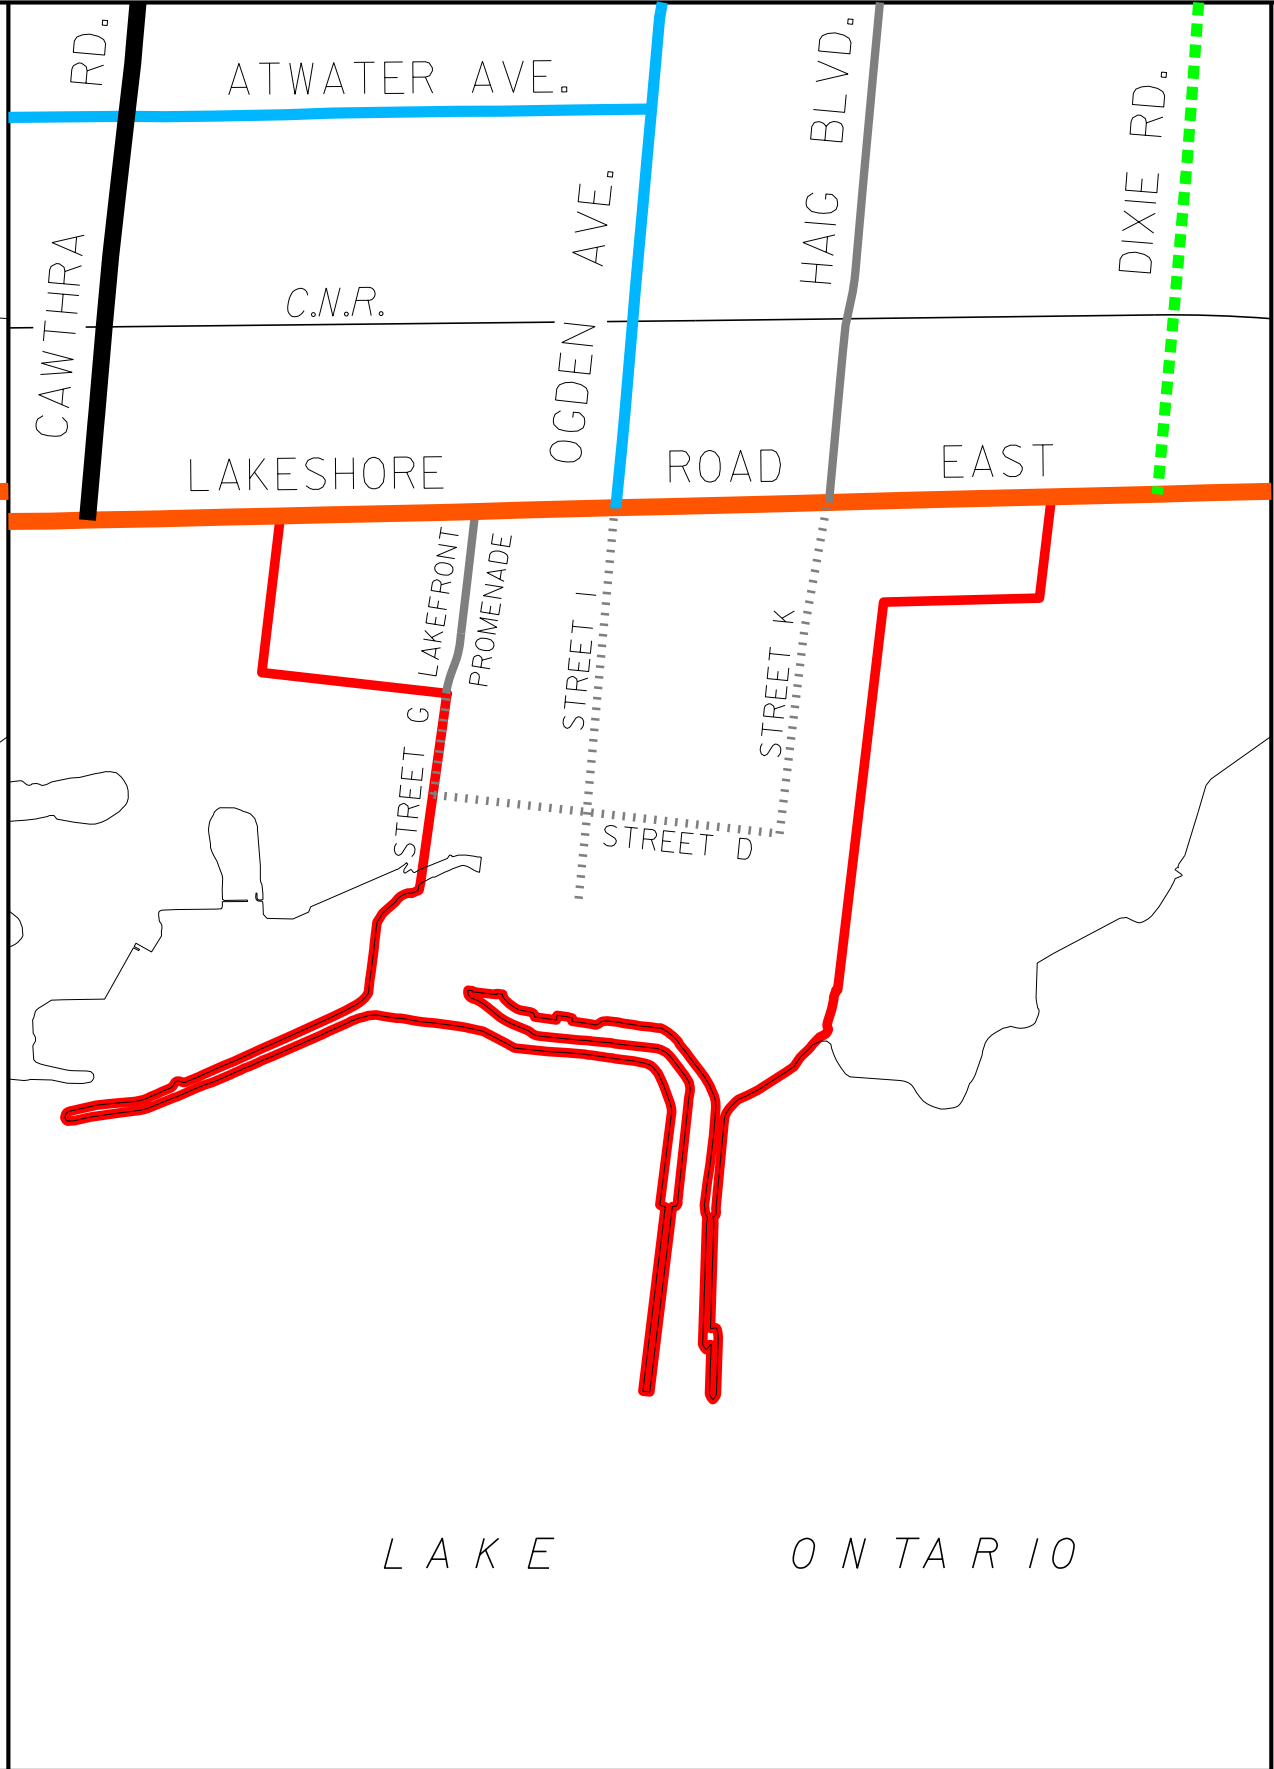 CAWTHRA RD.
ATWATER AVE.
OGDEN AVE.
HAIG BLVD.
DIXIE RD.
C.N.R.
LAKESHORE ROAD EAST
LAKEFRONT
PROMENADE
STREET G
STREET I
STREET K
STREET D
LAKE ONTARIO